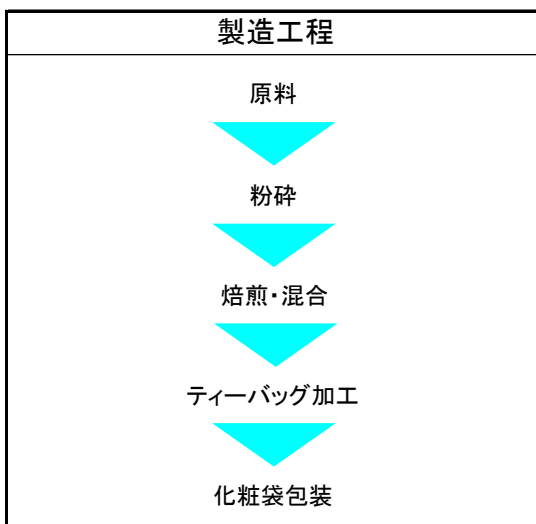 製造工程
原料
粉砕
焙煎・混合
ティーバッグ加工
化粧袋包装